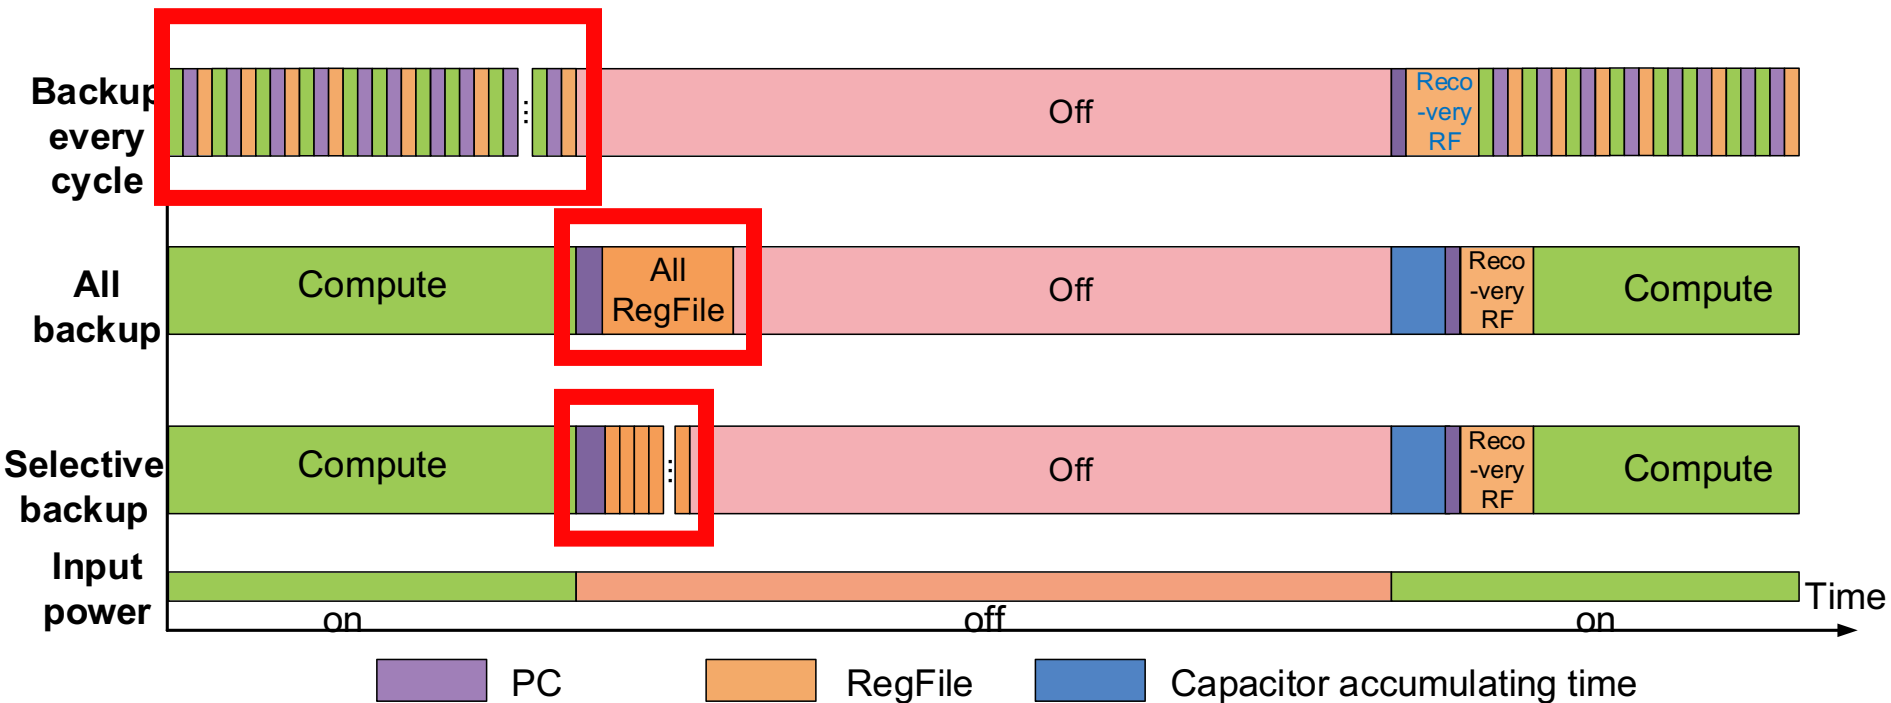 Backup
every
cycle
...
Off
Reco
-very
RF
All
backup
Compute
All
RegFile
Off
Reco
-very
RF
Compute
Selective
backup
Compute
...
Off
Reco
-very
RF
Compute
Input
power
on
off
on
Time
PC
RegFile
Capacitor accumulating time